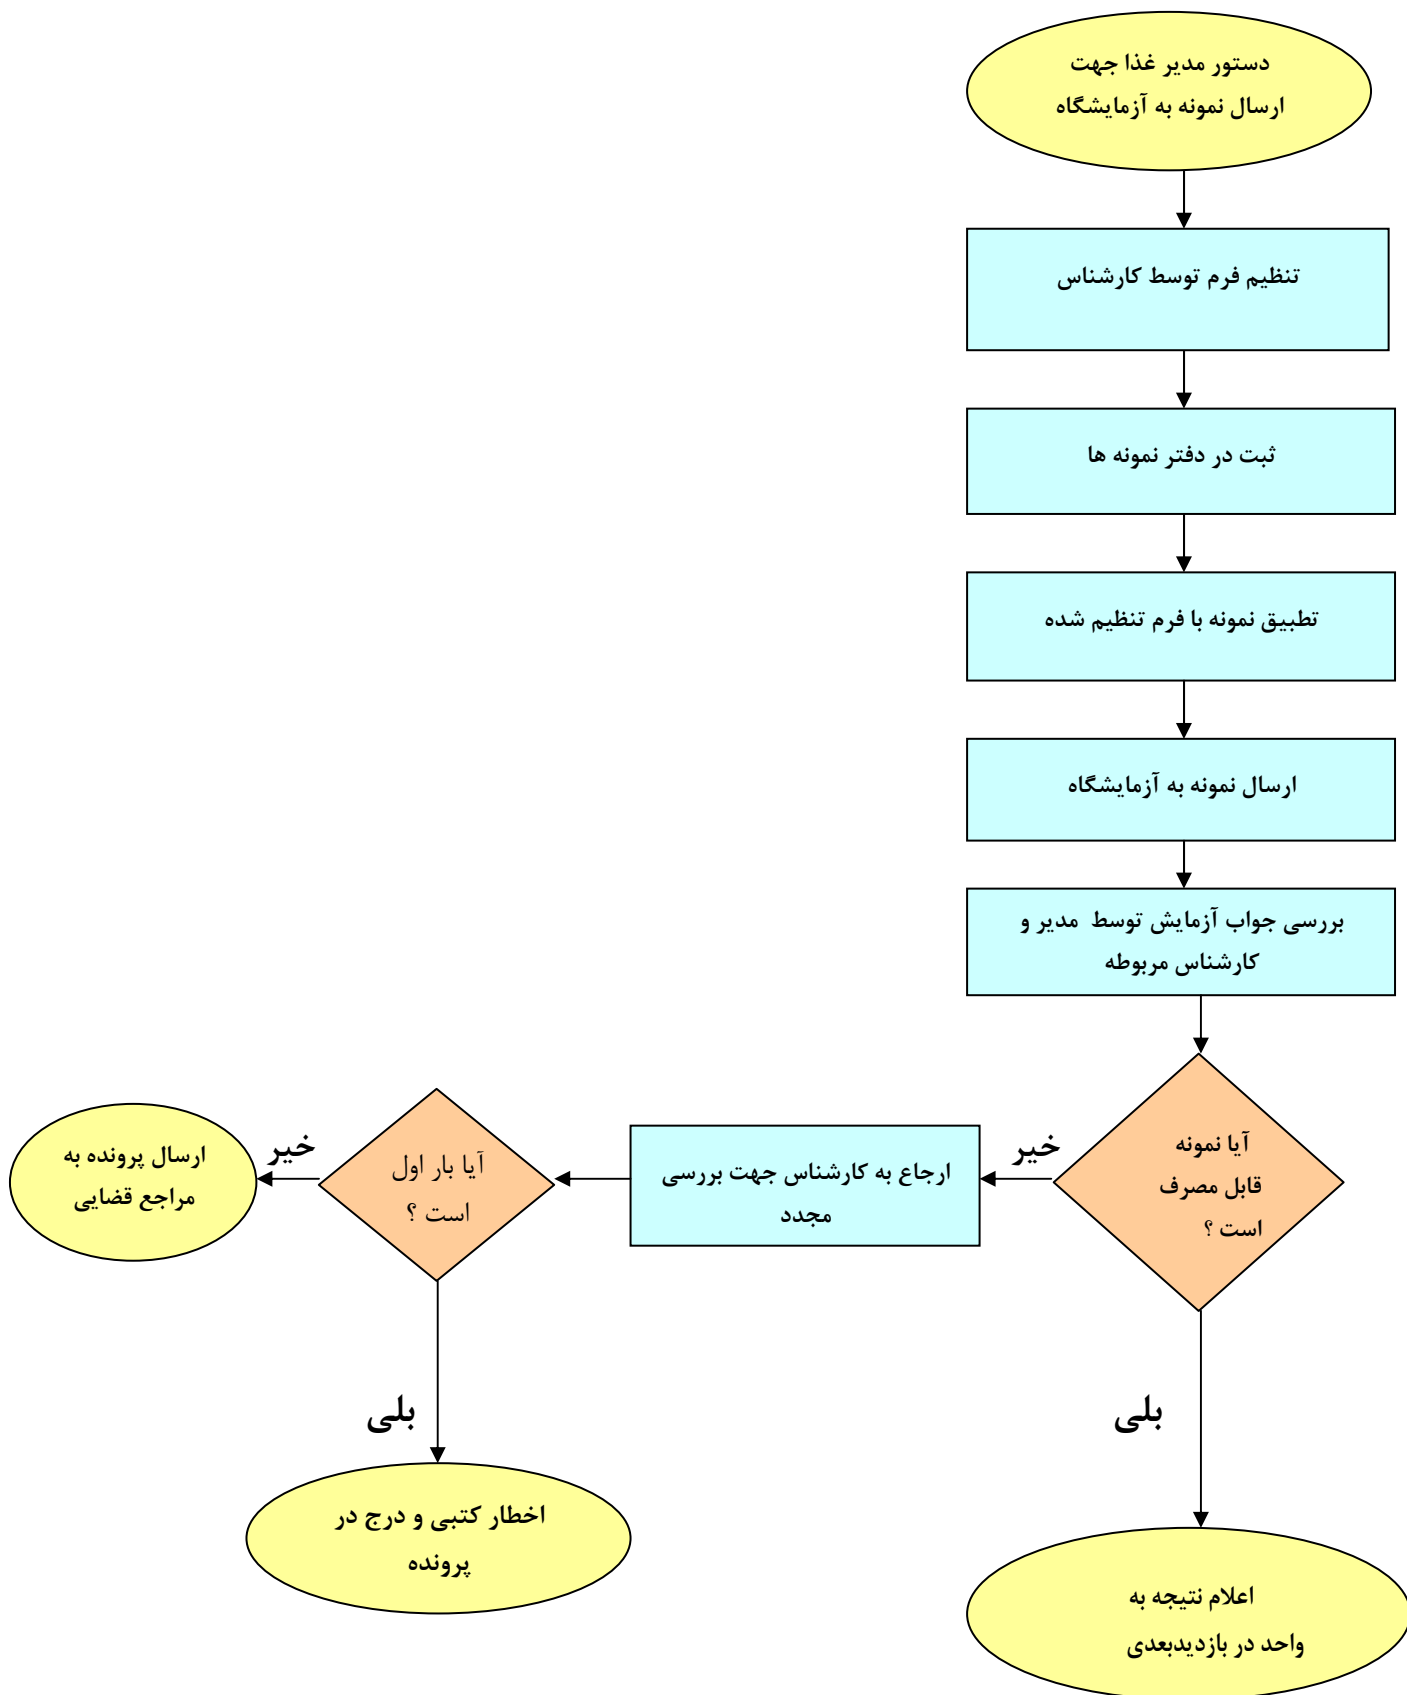 دستور مدیر غذا جهت
ارسال نمونه به آزمایشگاه
تنظیم فرم توسط کارشناس
ثبت در دفتر نمونه ها
تطبیق نمونه با فرم تنظیم شده
ارسال نمونه به آزمایشگاه
بررسی جواب آزمایش توسط مدیر و
کارشناس مربوطه
آیا نمونه
قابل مصرف
است ؟
خیر
ارجاع به کارشناس جهت بررسی
مجدد
آیا بار اول
است ؟
خیر
ارسال پرونده به
مراجع قضایی
بلی
اخطار کتبی و درج در
پرونده
بلی
اعلام نتیجه به
واحد در بازدیدبعدی